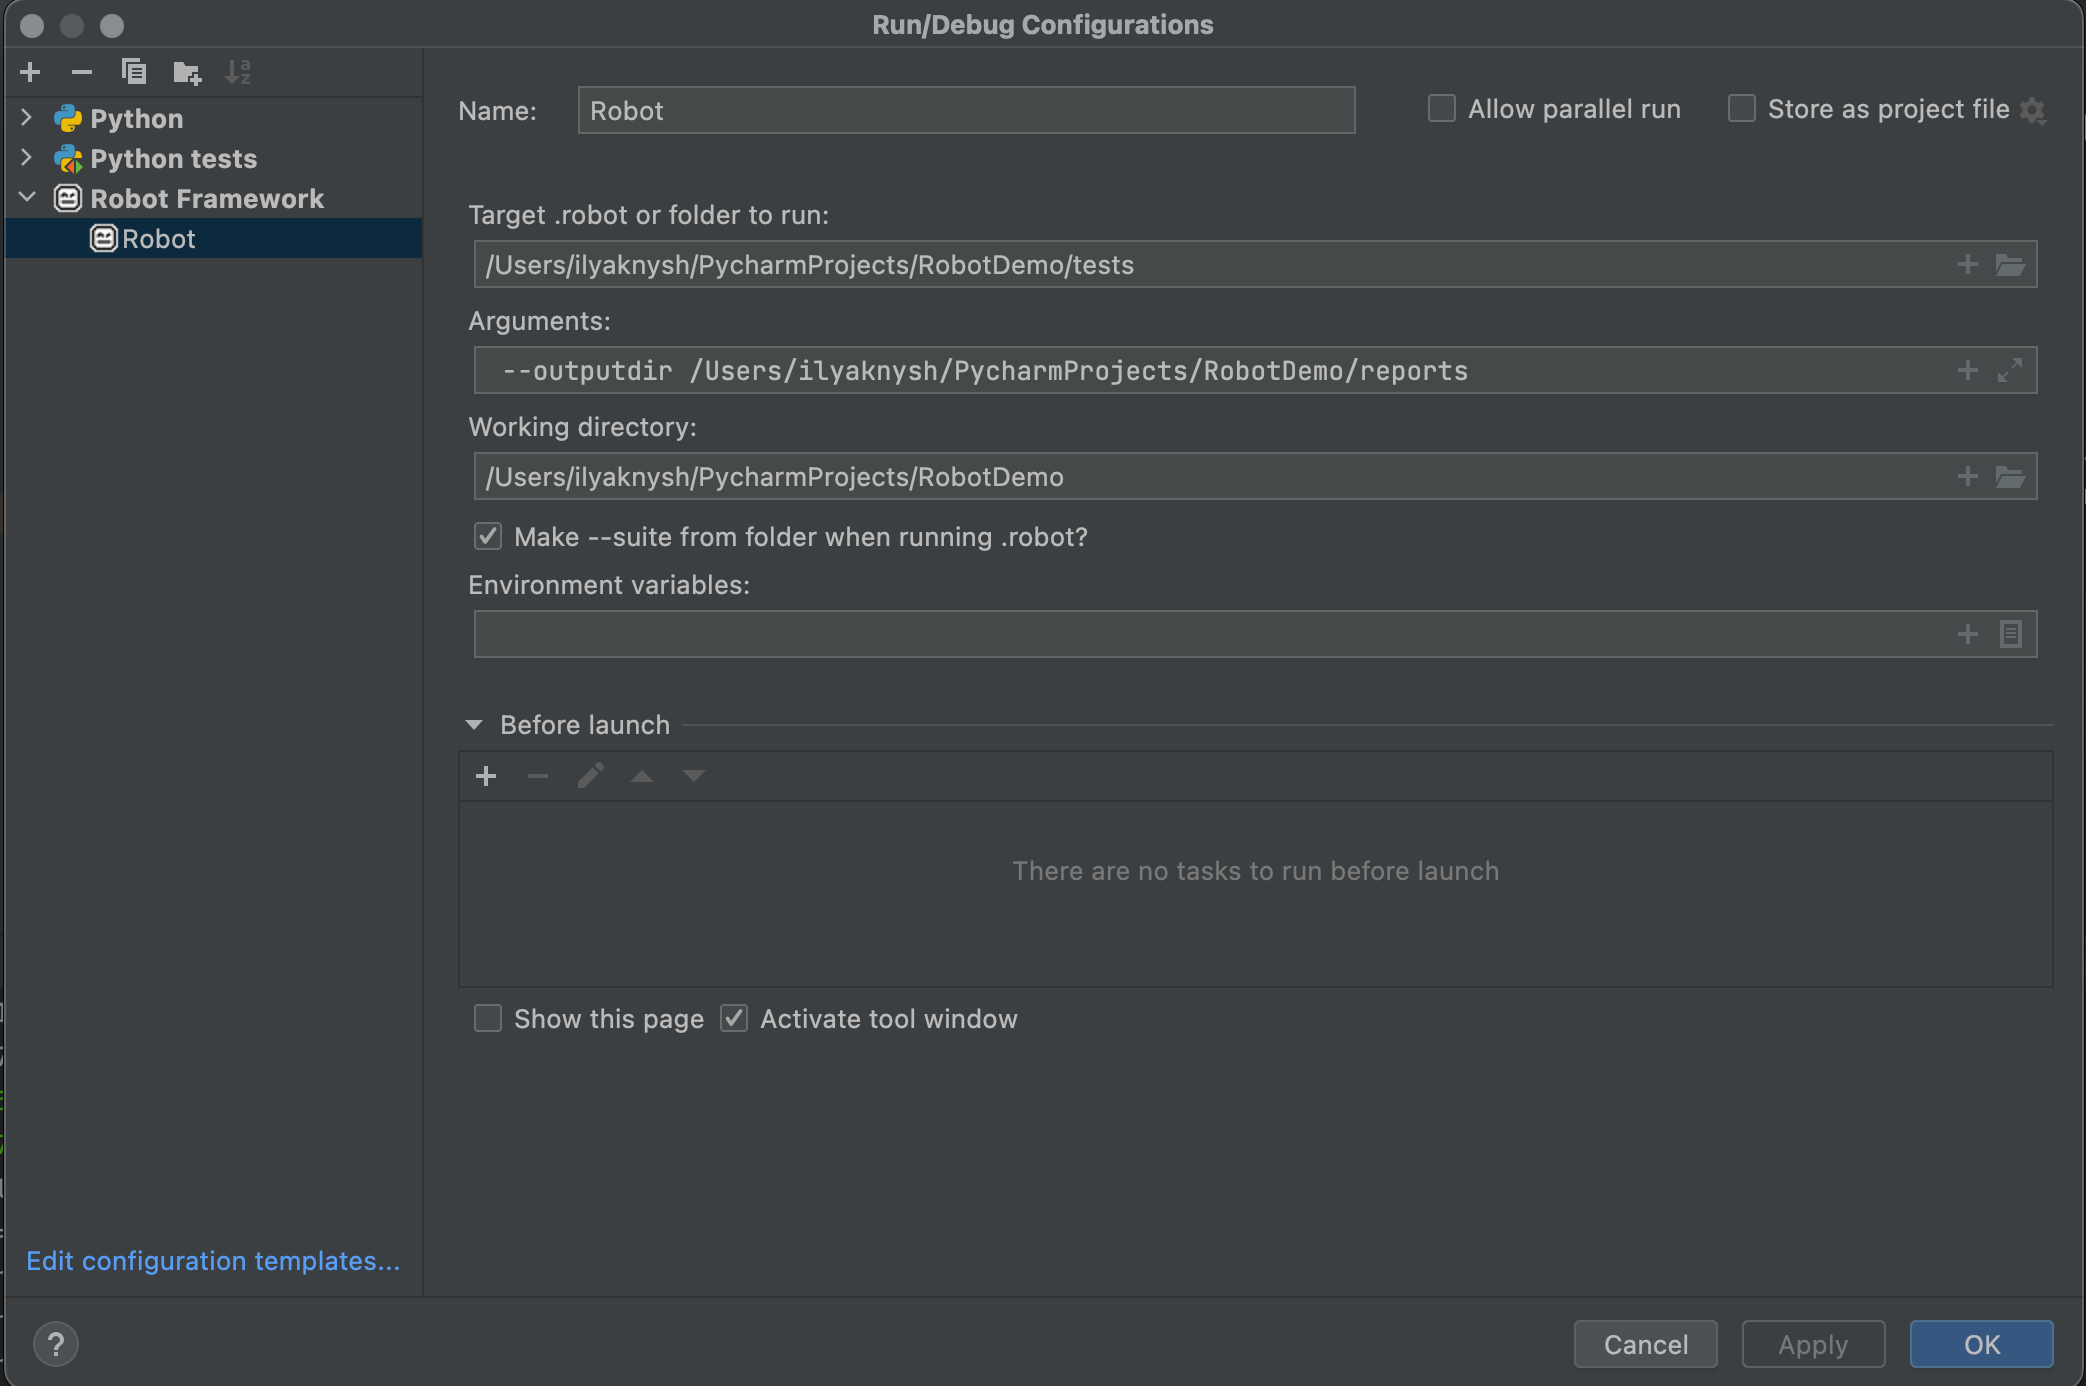 Run/Debug Configurations
Python
Python tests
Robot Framework
Robot
Edit configuration templates...
Name:
Robot
Allow parallel run
Store as project file
Target .robot or folder to run:
/Users/ilyaknysh/PycharmProjects/RobotDemo/tests
Arguments:
--outputdir /Users/ilyaknysh/PycharmProjects/RobotDemo/reports
Working directory:
/Users/ilyaknysh/PycharmProjects/RobotDemo
Make --suite from folder when running .robot?
Environment variables:
Before launch
There are no tasks to run before launch
Show this page
Activate tool window
?
Cancel
Apply
OK